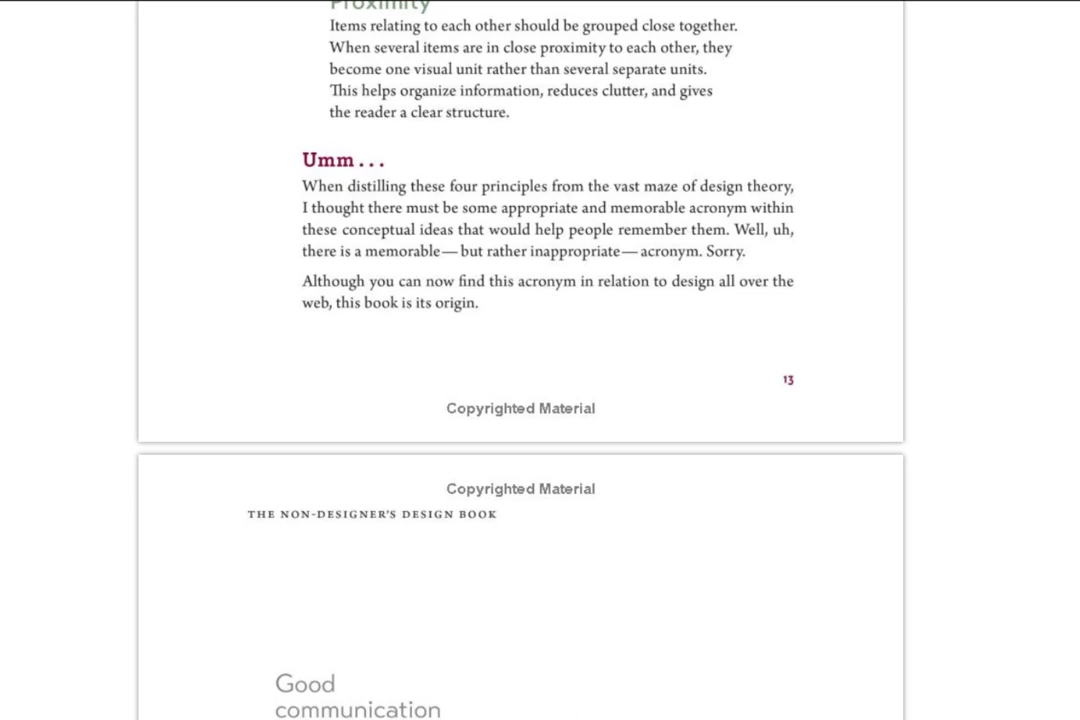 Proximity
Items relating to each other should be grouped close together.
When several items are in close proximity to each other, they
become one visual unit rather than several separate units.
This helps organize information, reduces clutter, and gives
the reader a clear structure.
Umm . . .
When distilling these four principles from the vast maze of design theory,
I thought there must be some appropriate and memorable acronym within
these conceptual ideas that would help people remember them. Well, uh,
there is a memorable — but rather inappropriate — acronym. Sorry.
Although you can now find this acronym in relation to design all over the
web, this book is its origin.
13
Copyrighted Material
Copyrighted Material
THE NON-DESIGNER'S DESIGN BOOK
Good
communication